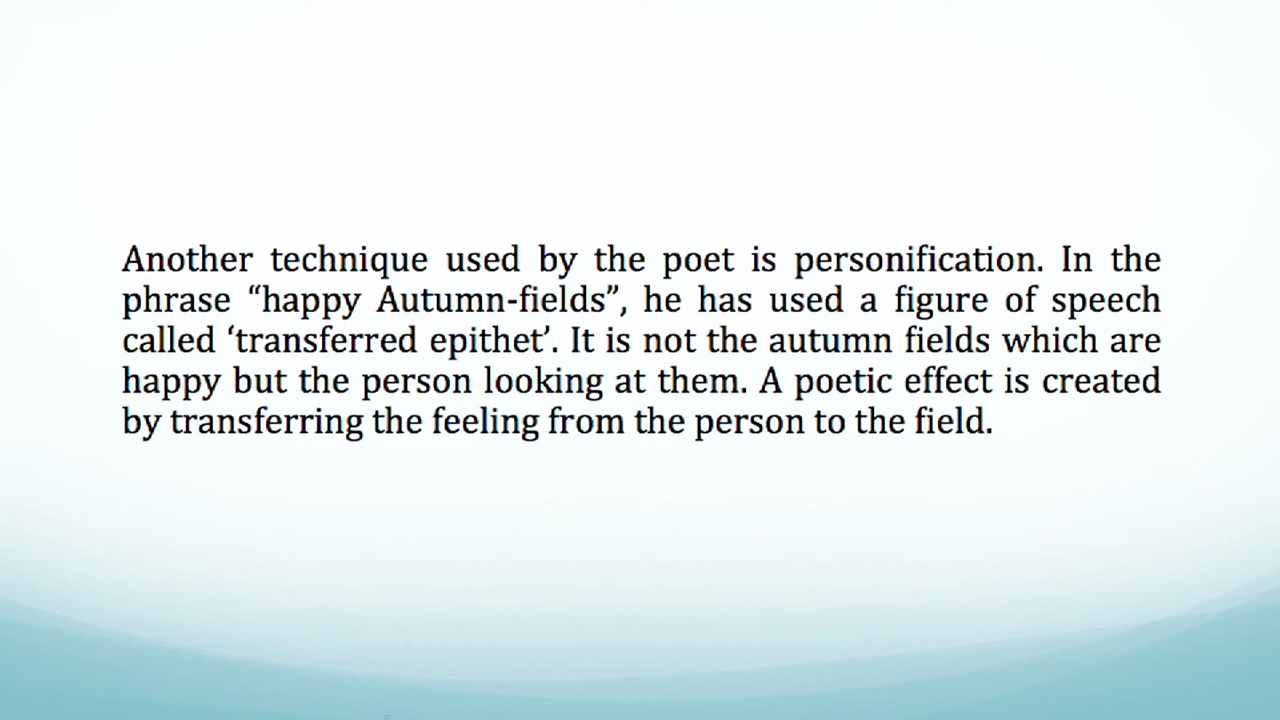 Another technique used by the poet is personification. In the
phrase “happy Autumn-fields”, he has used a figure of speech
called ‘transferred epithet’. It is not the autumn fields which are
happy but the person looking at them. A poetic effect is created
by transferring the feeling from the person to the field.